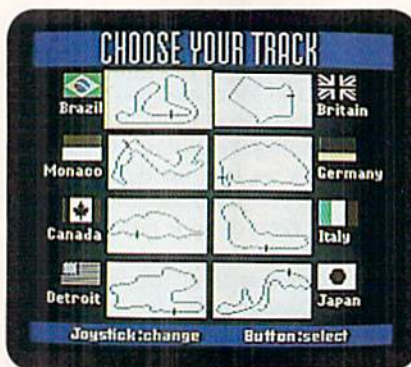 CHOOSE YOUR TRACK
Brazil
Britain
Monaco
Germany
Canada
Italy
Detroit
Japan
Joystick:change Button:select